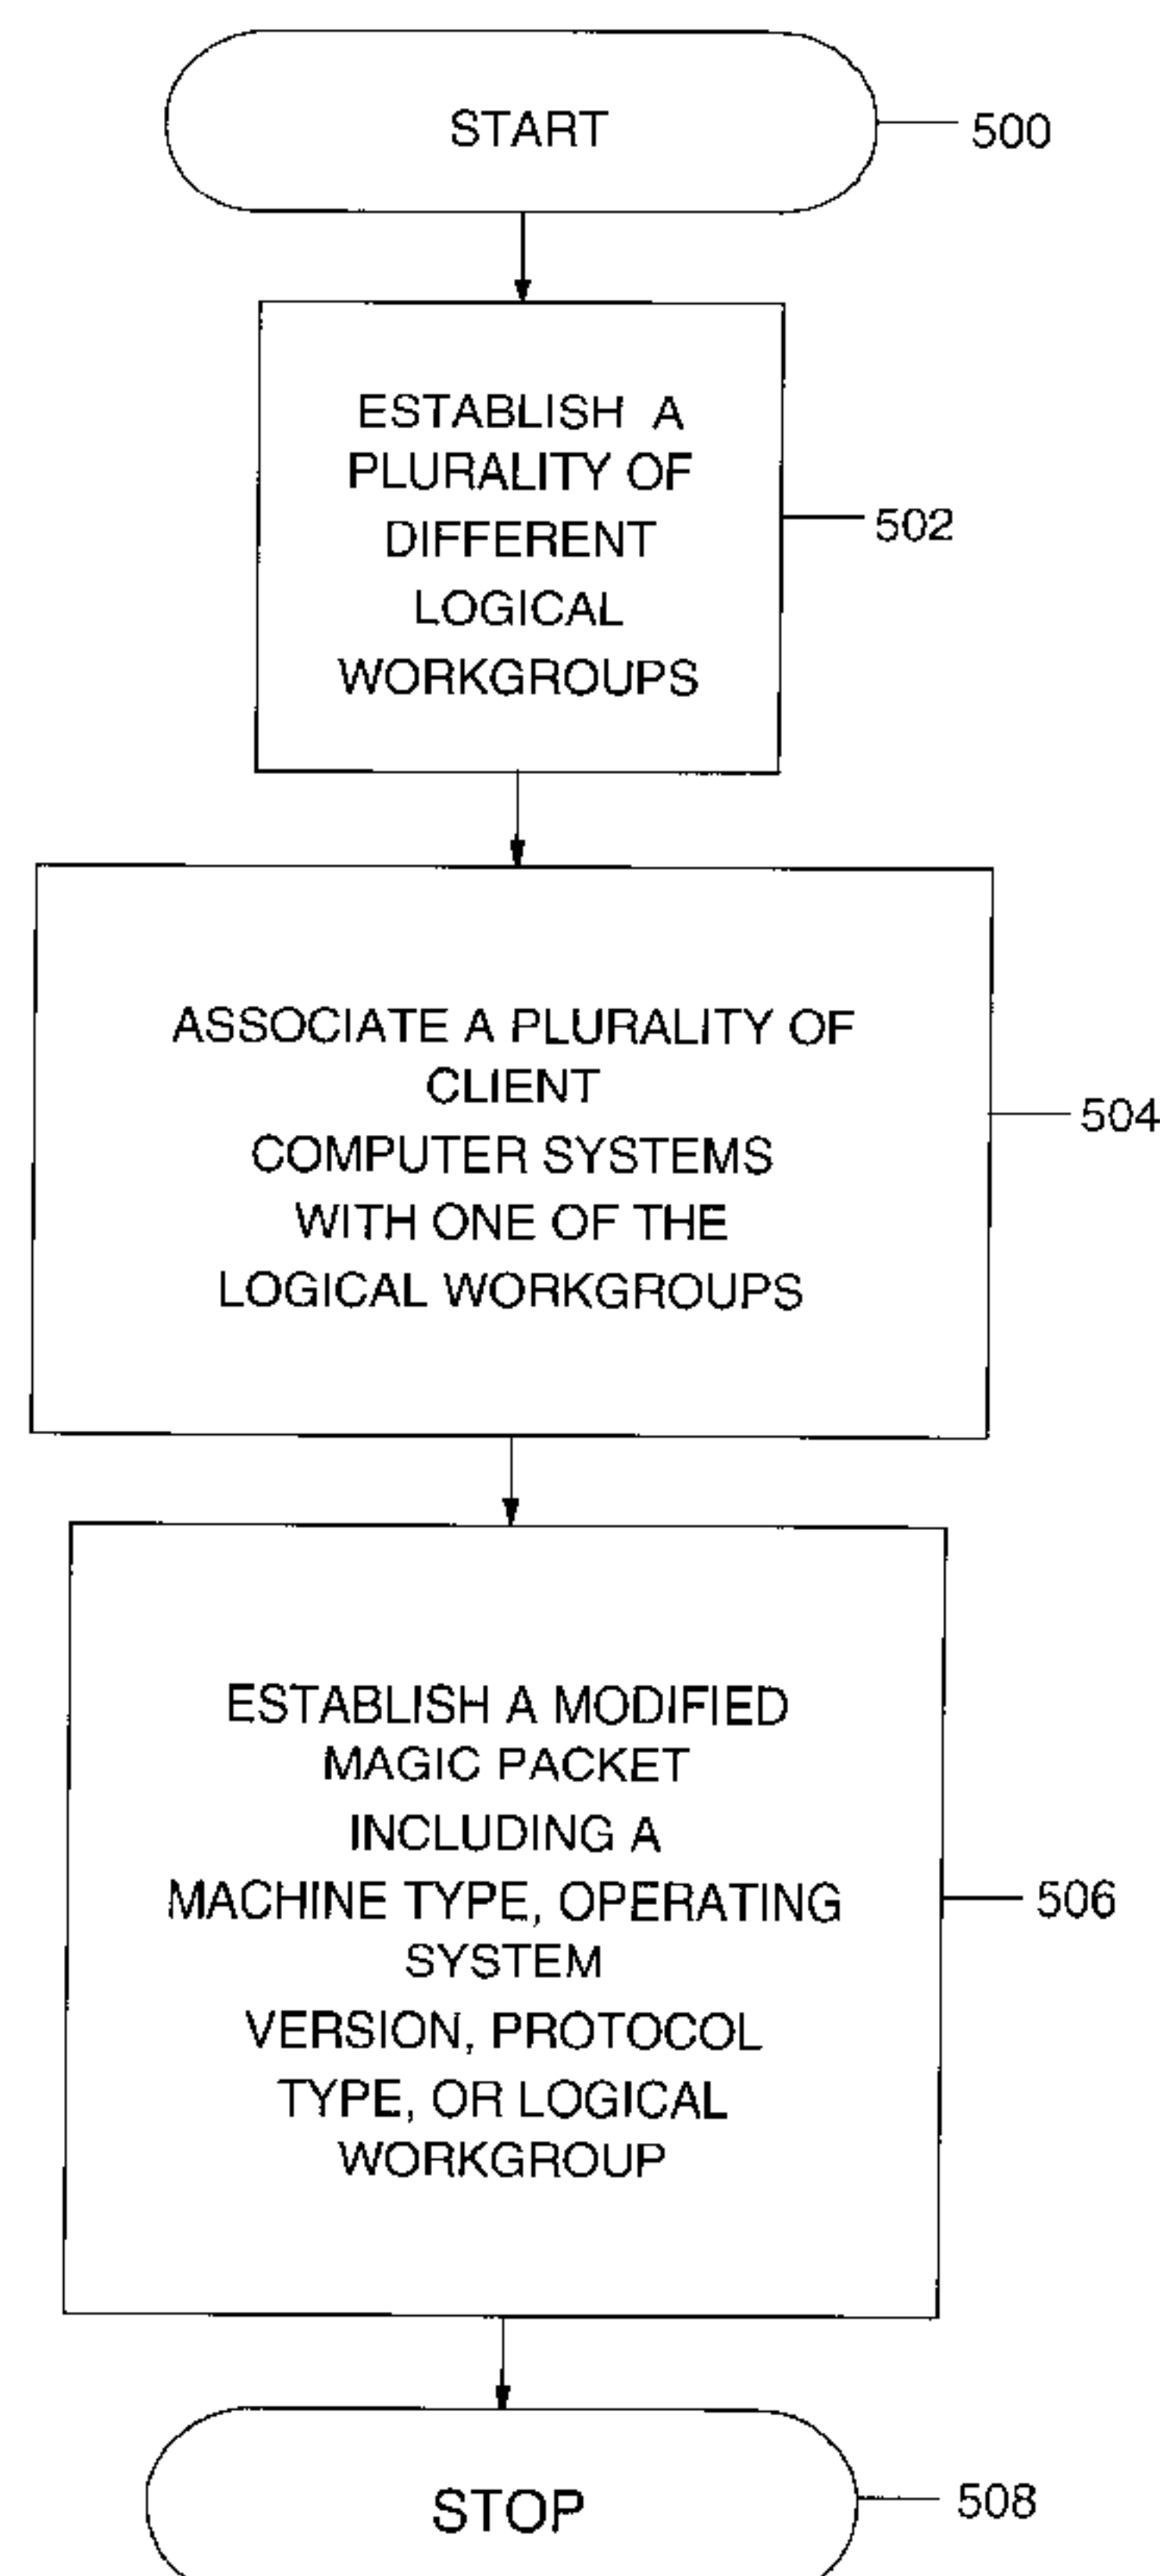 START
500
ESTABLISH A
PLURALITY OF
DIFFERENT
LOGICAL
WORKGROUPS
502
ASSOCIATE A PLURALITY OF
CLIENT
COMPUTER SYSTEMS
WITH ONE OF THE
LOGICAL WORKGROUPS
504
ESTABLISH A MODIFIED
MAGIC PACKET
INCLUDING A
MACHINE TYPE, OPERATING
SYSTEM
VERSION, PROTOCOL
TYPE, OR LOGICAL
WORKGROUP
506
STOP
508